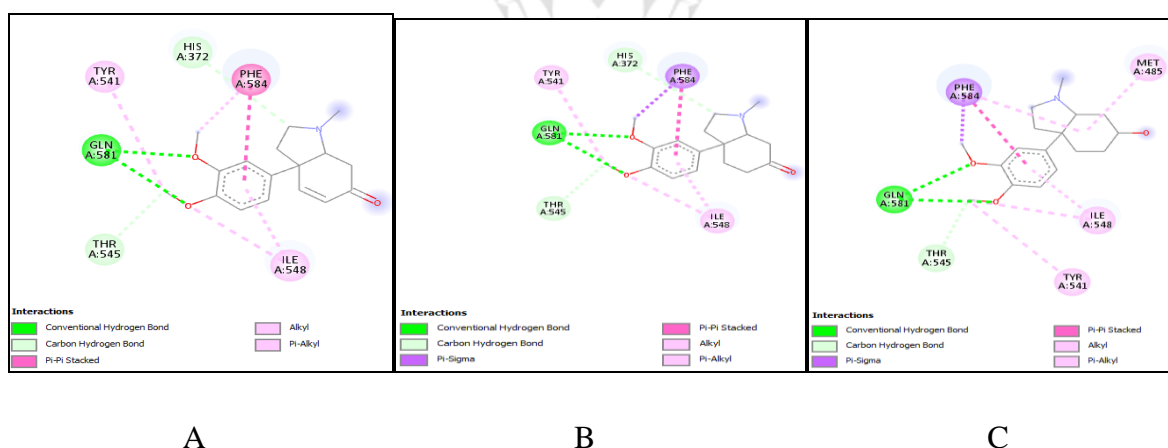 HIS
A:372
TYR
A:541
PHE
A:584
GLN
A:581
N
O
O
O
THR
A:545
ILE
A:548
Interactions
Conventional Hydrogen Bond
Carbon Hydrogen Bond
Pi-Pi Stacked
Alkyl
Pi-Alkyl
HIS
A:372
TYR
A:541
PHE
A:584
GLN
A:581
N
O
O
O
THR
A:545
ILE
A:548
Interactions
Conventional Hydrogen Bond
Carbon Hydrogen Bond
Pi-Sigma
Pi-Pi Stacked
Alkyl
Pi-Alkyl
MET
A:485
PHE
A:584
N
O
O
O
GLN
A:581
ILE
A:548
THR
A:545
TYR
A:541
Interactions
Conventional Hydrogen Bond
Carbon Hydrogen Bond
Pi-Sigma
Pi-Pi Stacked
Alkyl
Pi-Alkyl
A
B
C